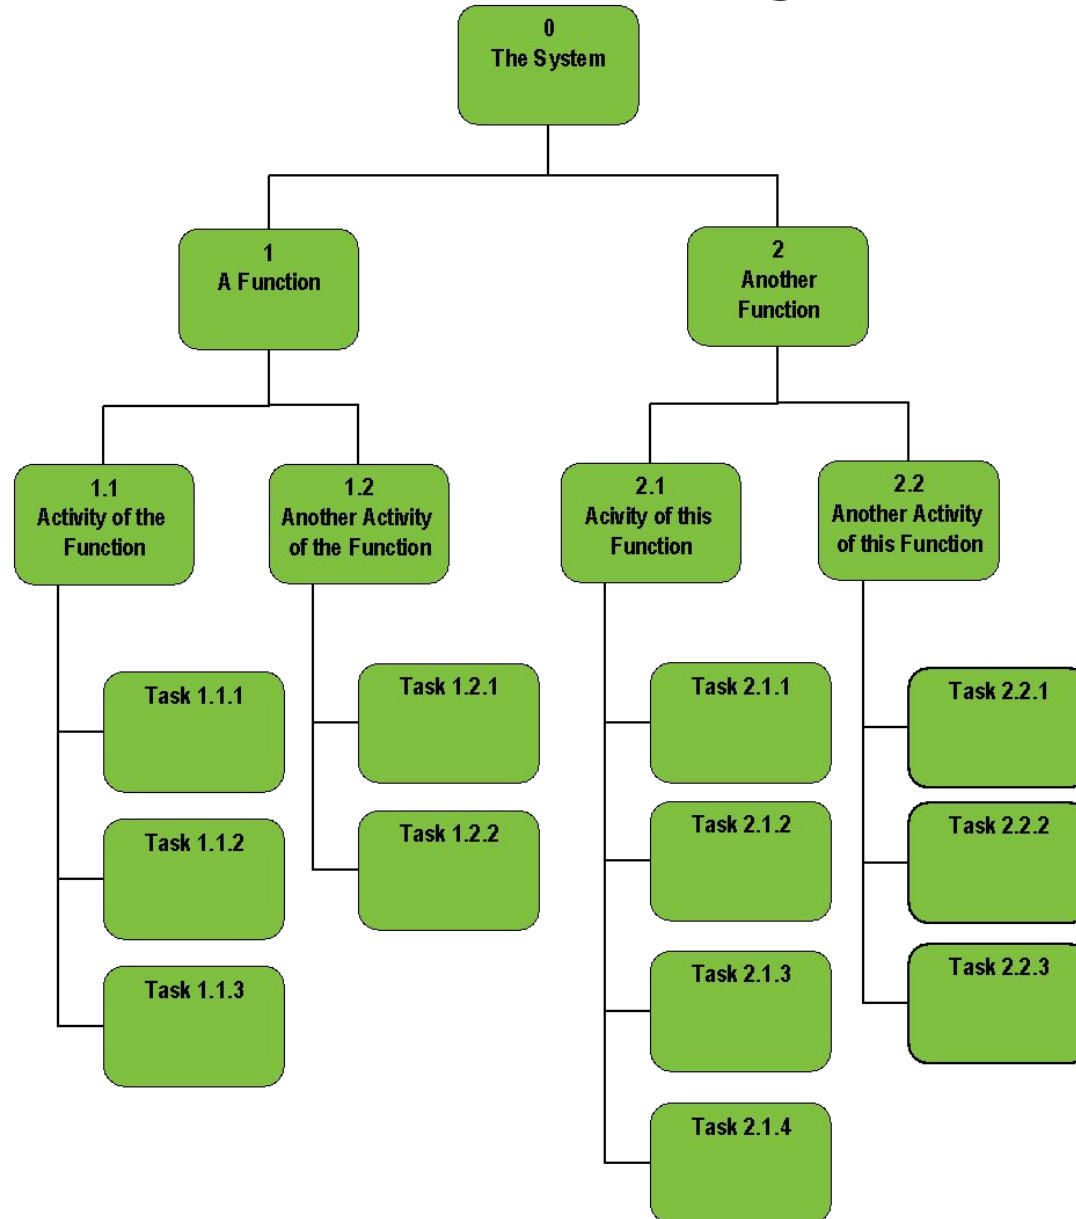 0
The System
1
A Function
2
Another
Function
1.1
Activity of the
Function
1.2
Another Activity
of the Function
2.1
Acivity of this
Function
2.2
Another Activity
of this Function
Task 1.1.1
Task 1.1.2
Task 1.1.3
Task 1.2.1
Task 1.2.2
Task 2.1.1
Task 2.1.2
Task 2.1.3
Task 2.1.4
Task 2.2.1
Task 2.2.2
Task 2.2.3